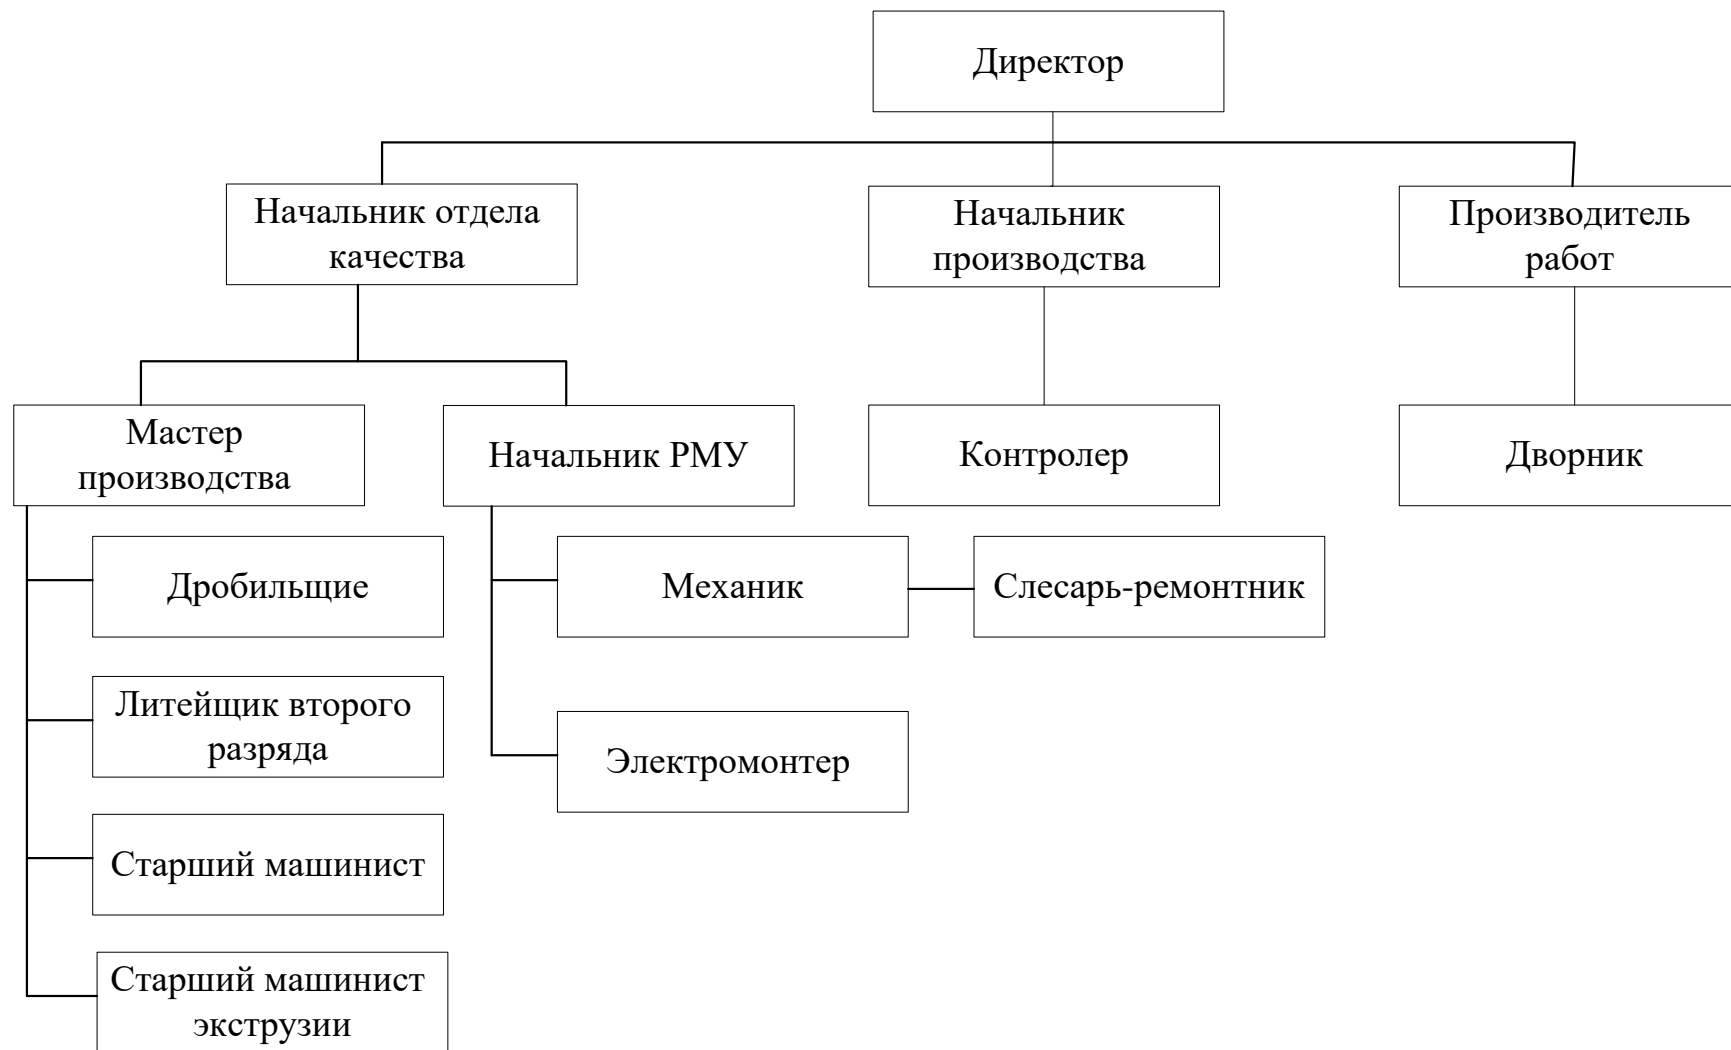 Директор
Начальник отдела
качества
Начальник
производства
Производитель
работ
Мастер
производства
Начальник РМУ
Контролер
Дворник
Дробильщие
Механик
Слесарь-ремонтник
Литейщик второго
разряда
Электромонтер
Старший машинист
Старший машинист
экструзии